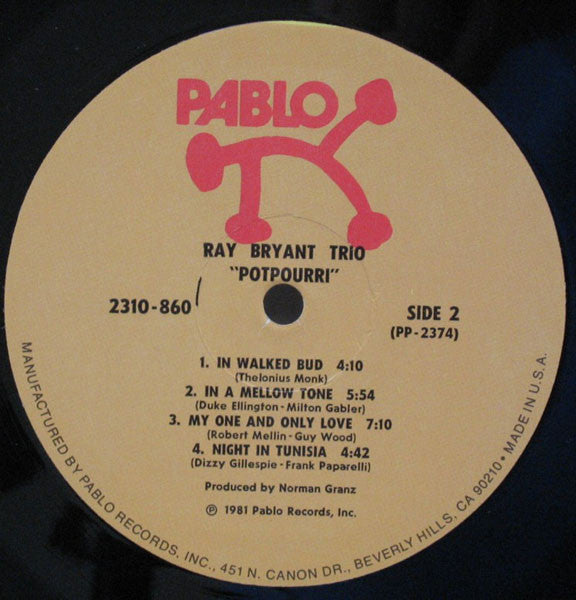 PABLO
RAY BRYANT TRIO
"POTPOURRI"
2310-860
SIDE 2
(PP-2374)
1. IN WALKED BUD 4:10
(Thelonius Monk)
2. IN A MELLOW TONE 5:54
(Duke Ellington - Milton Gabler)
3. MY ONE AND ONLY LOVE 7:10
(Robert Mellin - Guy Wood)
4. NIGHT IN TUNISIA 4:42
(Dizzy Gillespie - Frank Paparelli)
Produced by Norman Granz
℗ 1981 Pablo Records, Inc.
MANUFACTURED BY PABLO RECORDS, INC., 451 N. CANON DR., BEVERLY HILLS, CA 90210 • MADE IN U.S.A.